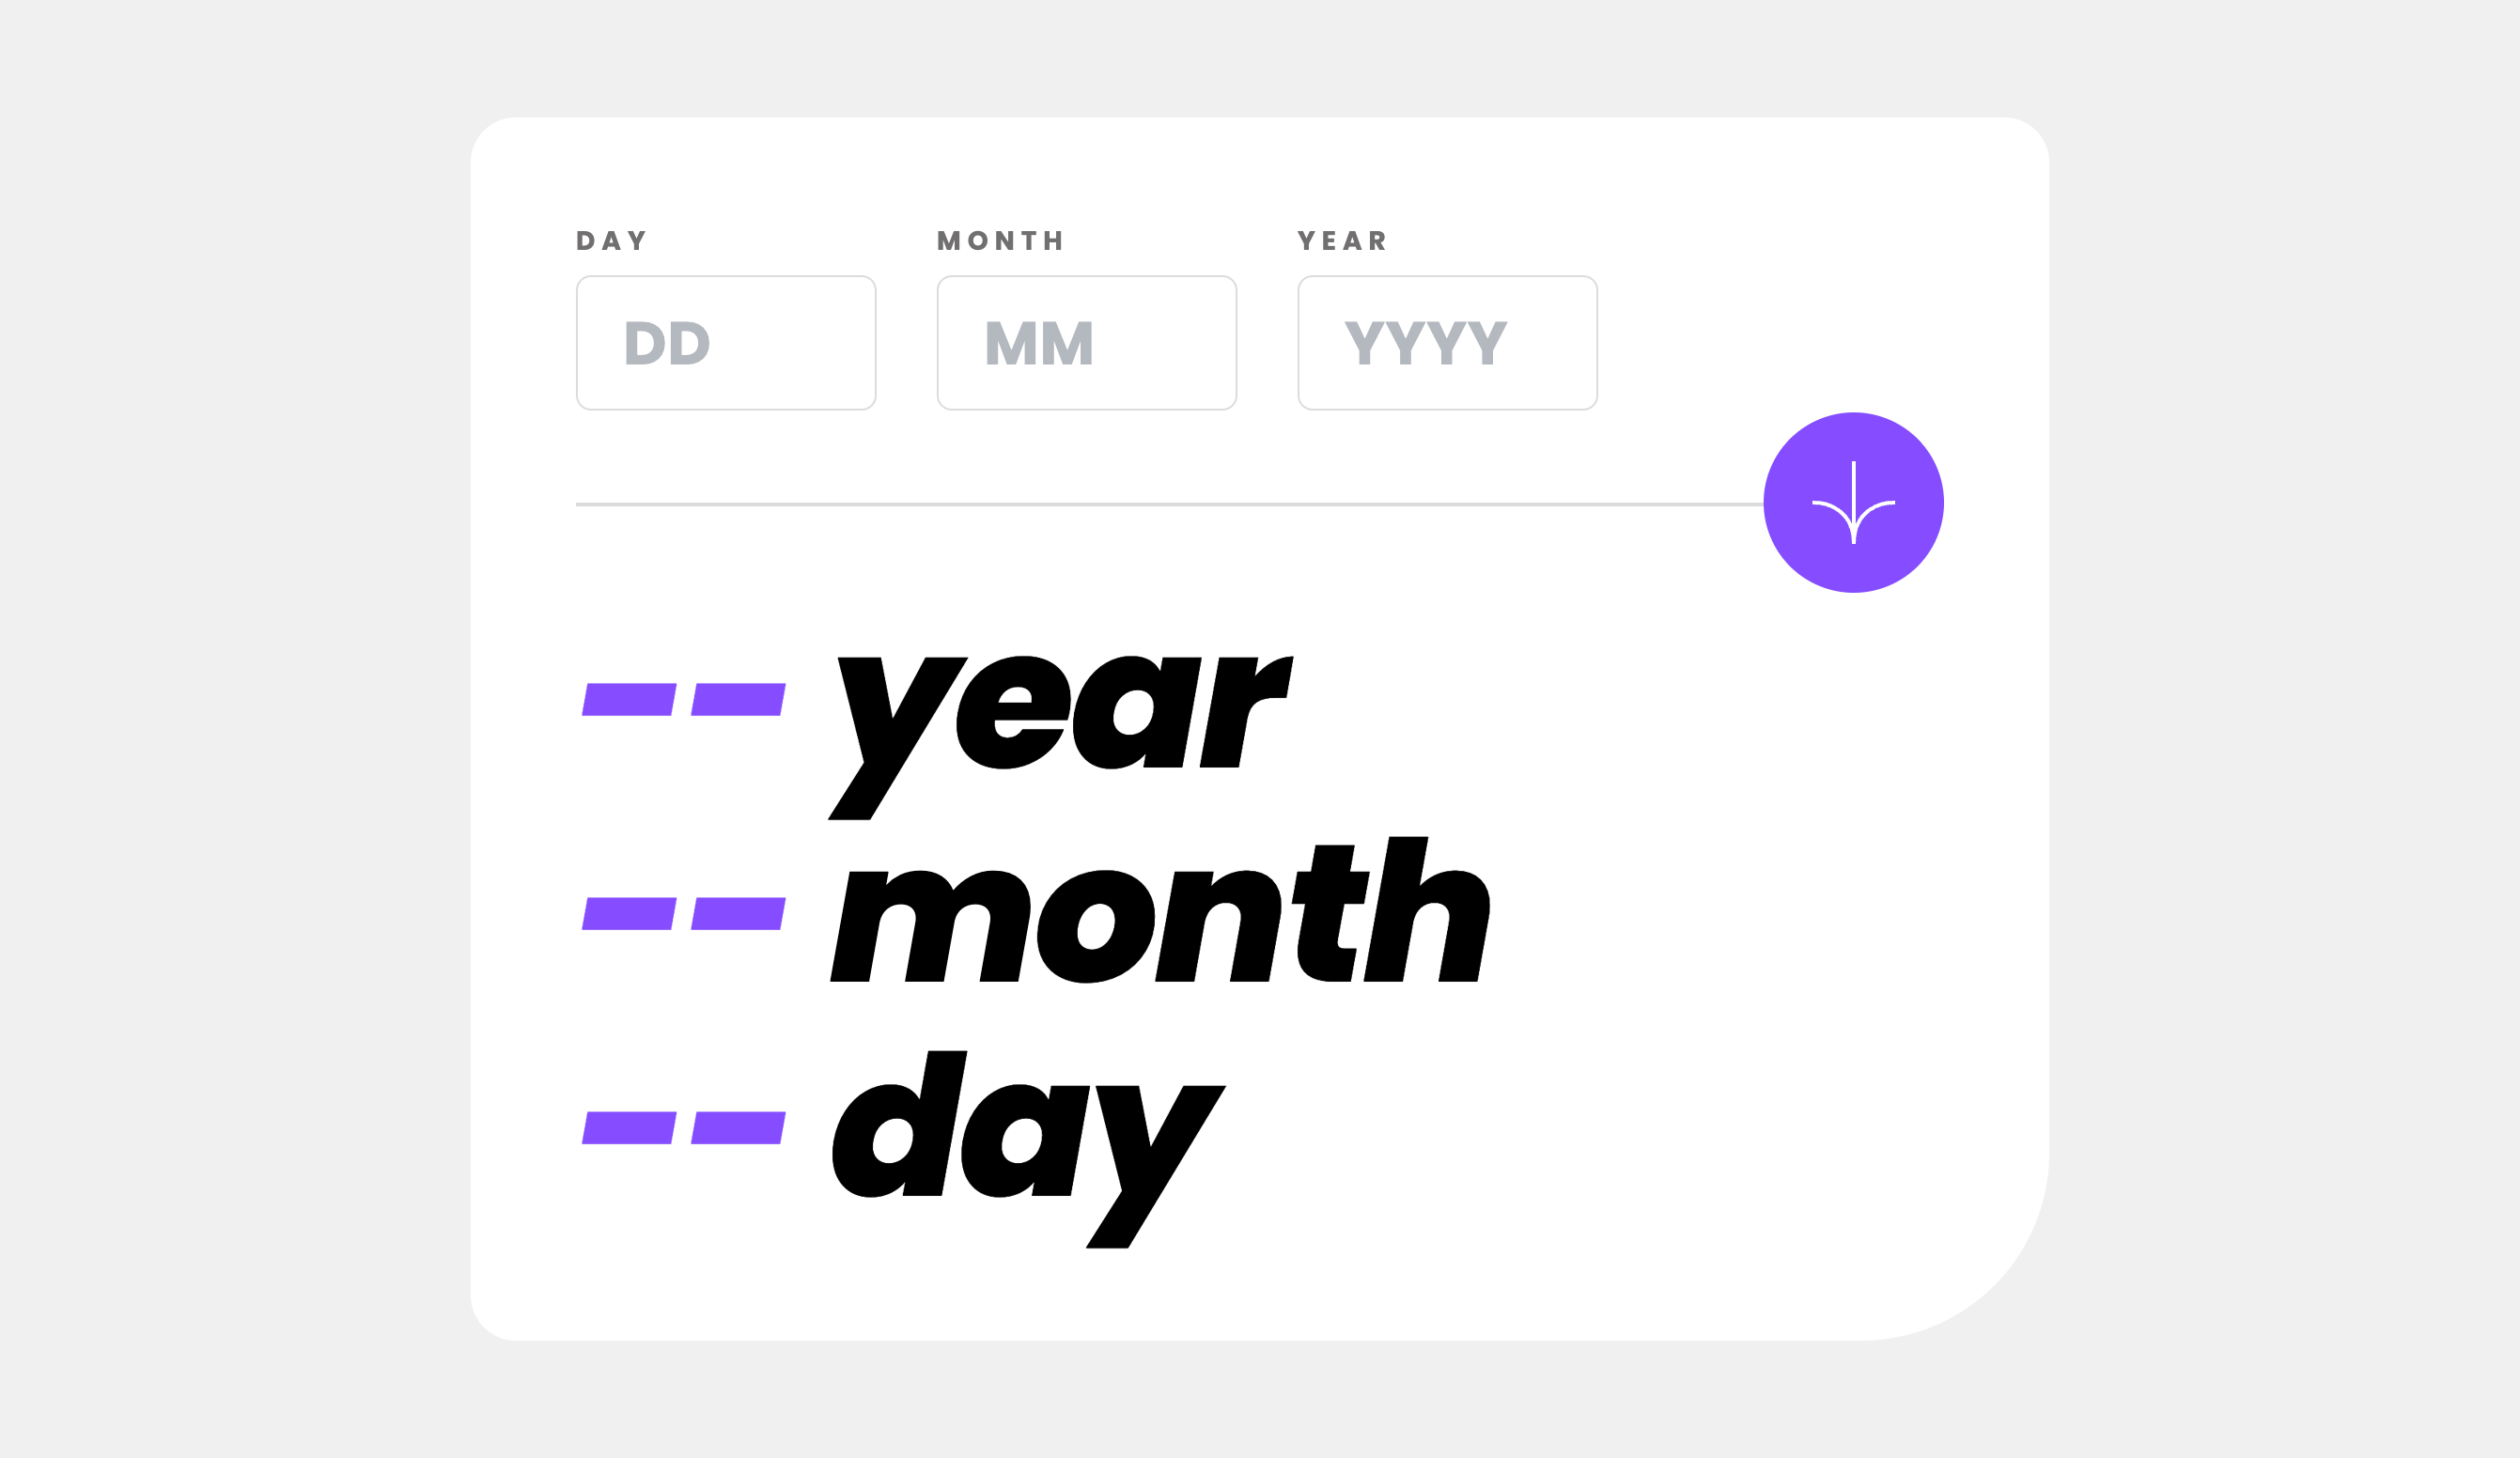 DAY MONTH YEAR
DD MM YYYY
-- year
-- month
-- day